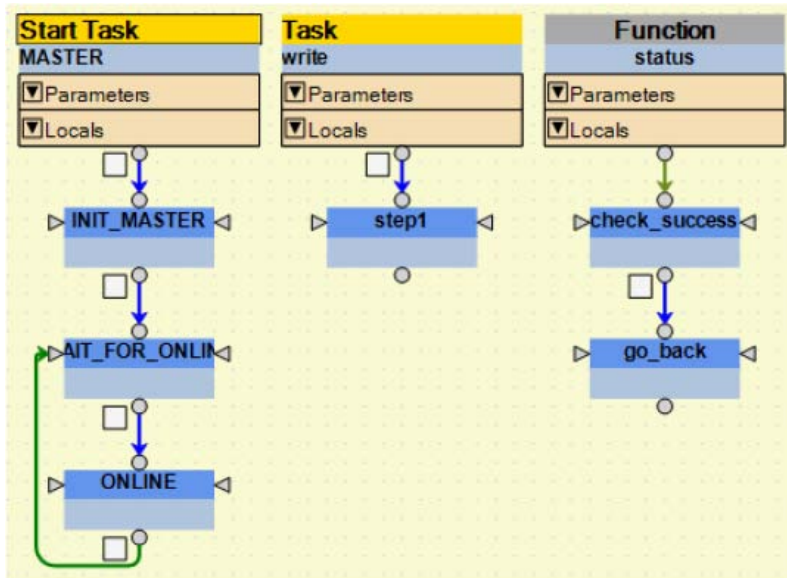 Start Task
MASTER
Parameters
Locals
INIT_MASTER
AIT_FOR_ONLIN
ONLINE
Task
write
Parameters
Locals
step1
Function
status
Parameters
Locals
check_success
go_back